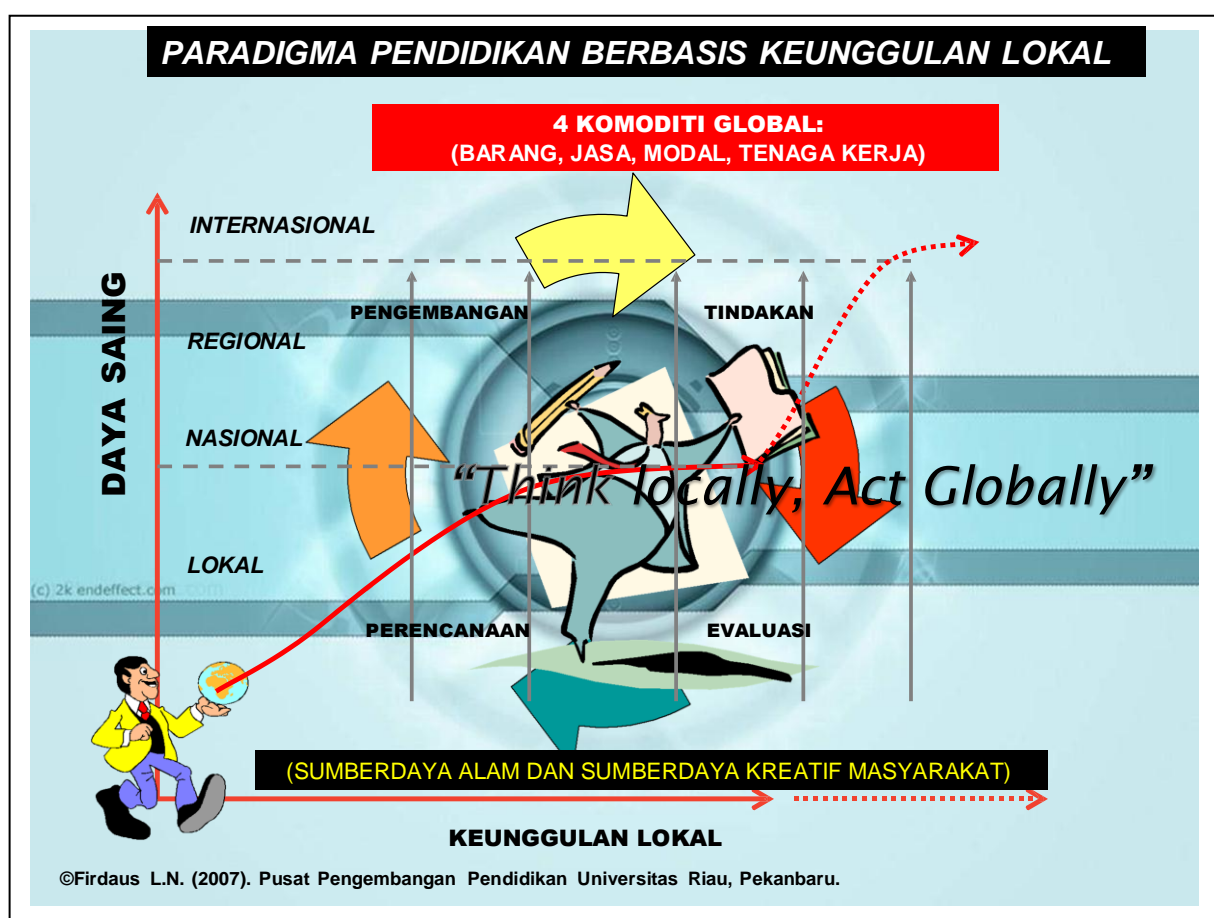 PARADIGMA PENDIDIKAN BERBASIS KEUNGGULAN LOKAL
4 KOMODITI GLOBAL:
(BARANG, JASA, MODAL, TENAGA KERJA)
INTERNASIONAL
DAYA SAING
PENGEMBANGAN
TINDAKAN
REGIONAL
NASIONAL
“Think locally, Act Globally”
LOKAL
(c) 2k endeffect.com
PERENCANAAN
EVALUASI
(SUMBERDAYA ALAM DAN SUMBERDAYA KREATIF MASYARAKAT)
KEUNGGULAN LOKAL
©Firdaus L.N. (2007). Pusat Pengembangan Pendidikan Universitas Riau, Pekanbaru.